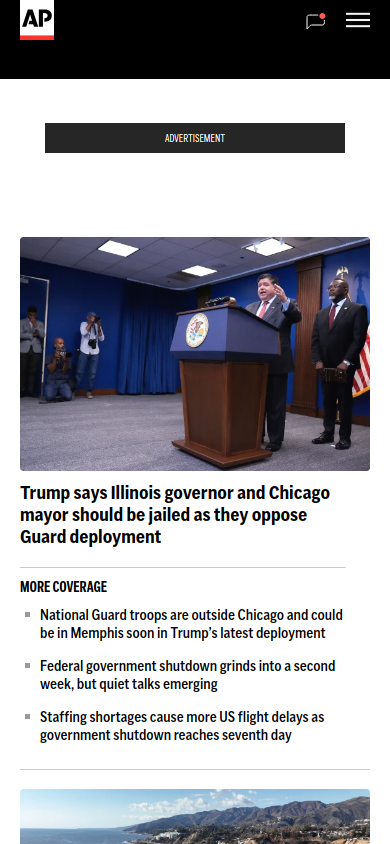 AP
ADVERTISEMENT
Trump says Illinois governor and Chicago
mayor should be jailed as they oppose
Guard deployment
MORE COVERAGE
National Guard troops are outside Chicago and could
be in Memphis soon in Trump's latest deployment
Federal government shutdown grinds into a second
week, but quiet talks emerging
Staffing shortages cause more US flight delays as
government shutdown reaches seventh day